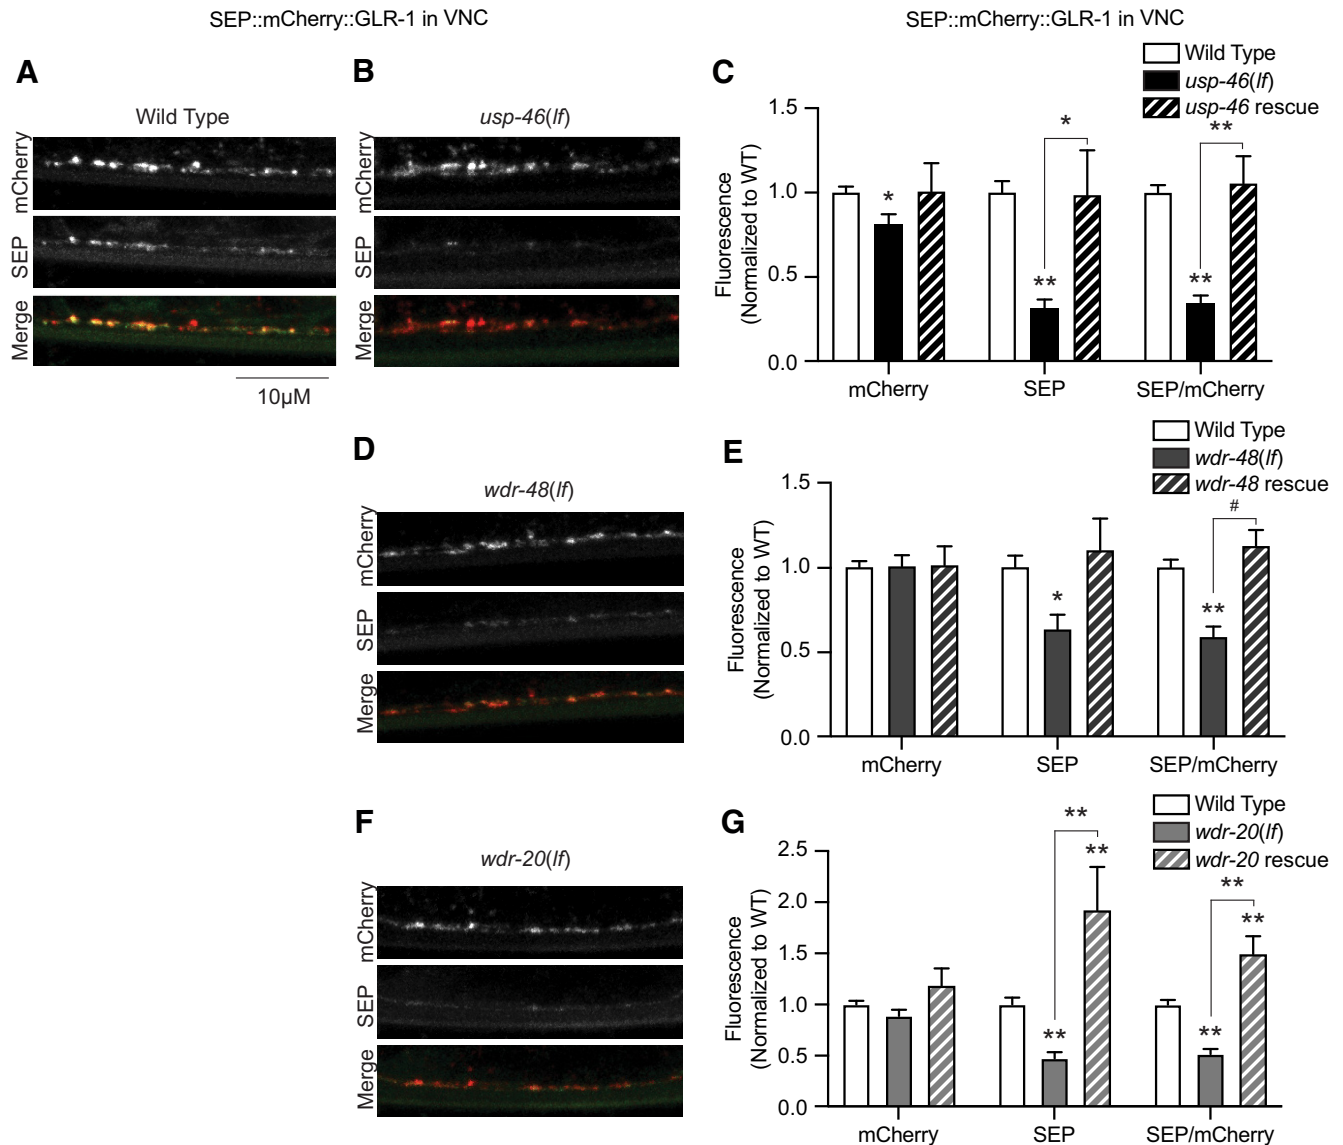 SEP::mCherry::GLR-1 in VNC
SEP::mCherry::GLR-1 in VNC
A
Wild Type
mCherry
SEP
Merge
10µM
B
usp-46(lf)
mCherry
SEP
Merge
C
Wild Type
usp-46(lf)
usp-46 rescue
Fluorescence
(Normalized to WT)
1.5
1.0
0.5
0.0
*
**
*
**
**
mCherry
SEP
SEP/mCherry
D
wdr-48(lf)
mCherry
SEP
Merge
E
Wild Type
wdr-48(lf)
wdr-48 rescue
Fluorescence
(Normalized to WT)
1.5
1.0
0.5
0.0
*
**
#
mCherry
SEP
SEP/mCherry
F
wdr-20(lf)
mCherry
SEP
Merge
G
Wild Type
wdr-20(lf)
wdr-20 rescue
Fluorescence
(Normalized to WT)
2.5
2.0
1.5
1.0
0.5
0.0
**
**
**
**
**
**
mCherry
SEP
SEP/mCherry